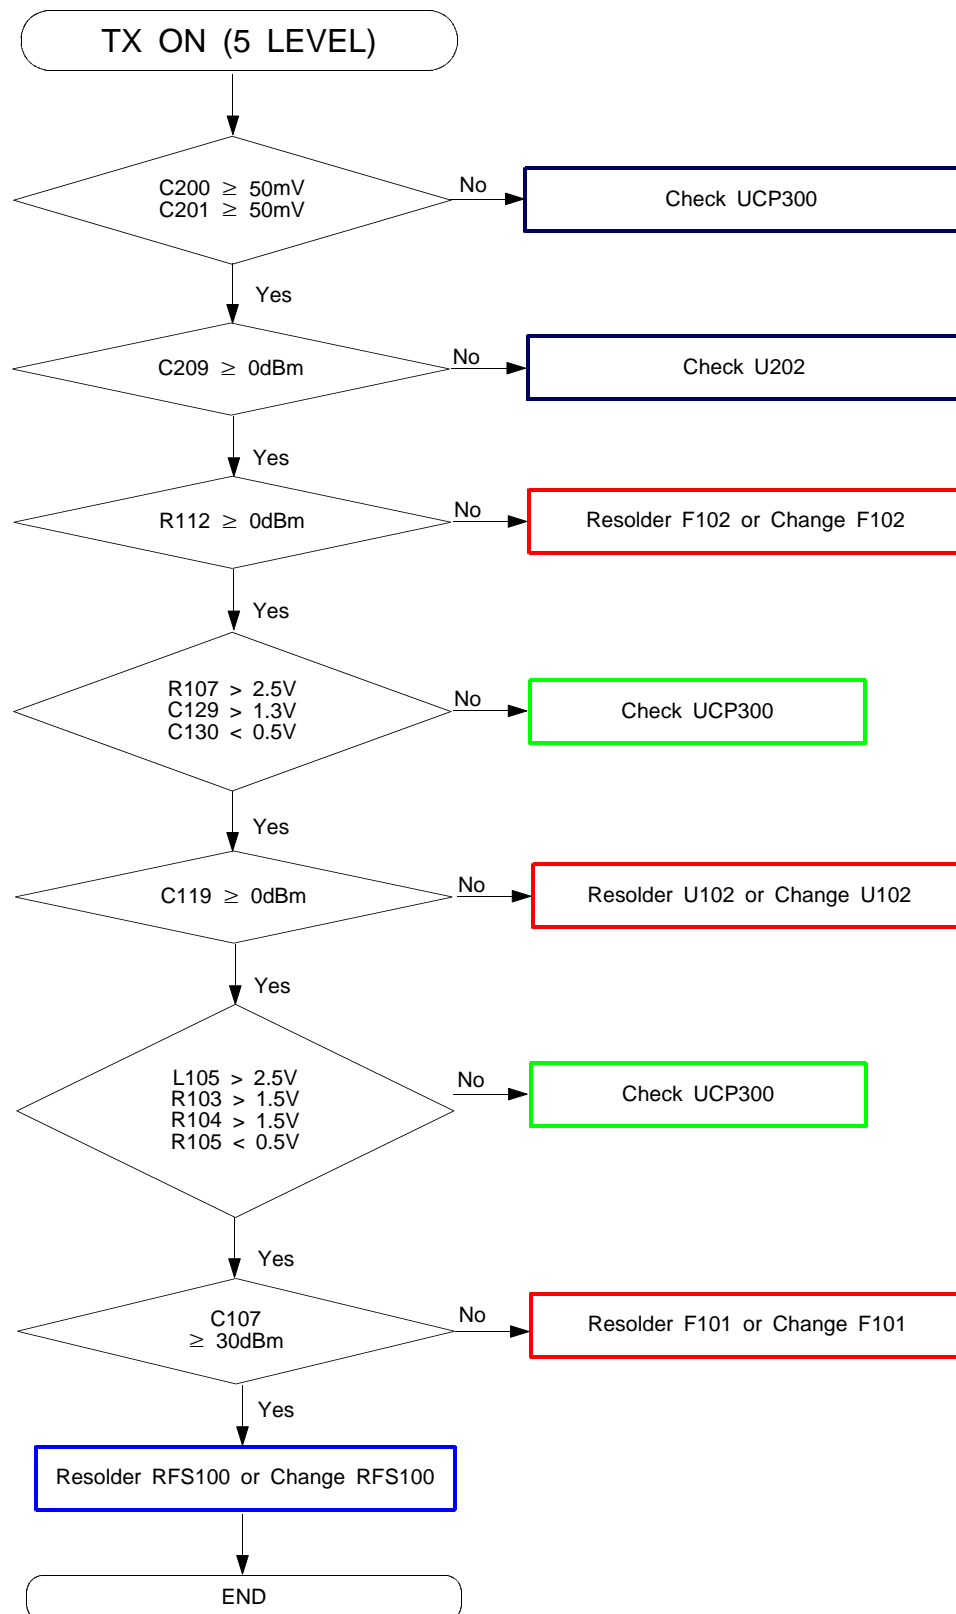 TX ON (5 LEVEL)
C200 ≥ 50mV
C201 ≥ 50mV
No
Check UCP300
Yes
C209 ≥ 0dBm
No
Check U202
Yes
R112 ≥ 0dBm
No
Resolder F102 or Change F102
Yes
R107 > 2.5V
C129 > 1.3V
C130 < 0.5V
No
Check UCP300
Yes
C119 ≥ 0dBm
No
Resolder U102 or Change U102
Yes
L105 > 2.5V
R103 > 1.5V
R104 > 1.5V
R105 < 0.5V
No
Check UCP300
Yes
C107
≥ 30dBm
No
Resolder F101 or Change F101
Yes
Resolder RFS100 or Change RFS100
END